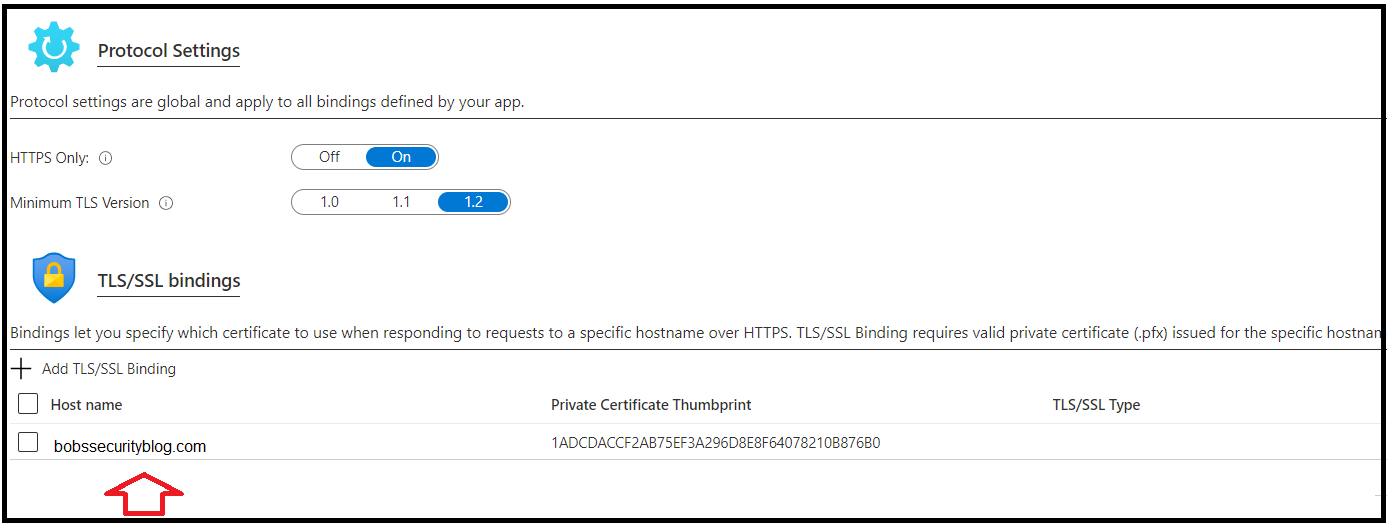 Protocol Settings
Protocol settings are global and apply to all bindings defined by your app.
HTTPS Only:
Off On
Minimum TLS Version
1.0 1.1 1.2
TLS/SSL bindings
Bindings let you specify which certificate to use when responding to requests to a specific hostname over HTTPS. TLS/SSL Binding requires valid private certificate (.pfx) issued for the specific hostnam
Add TLS/SSL Binding
Host name Private Certificate Thumbprint TLS/SSL Type
bobssecurityblog.com 1ADCDACCF2AB75EF3A296D8E8F64078210B876B0